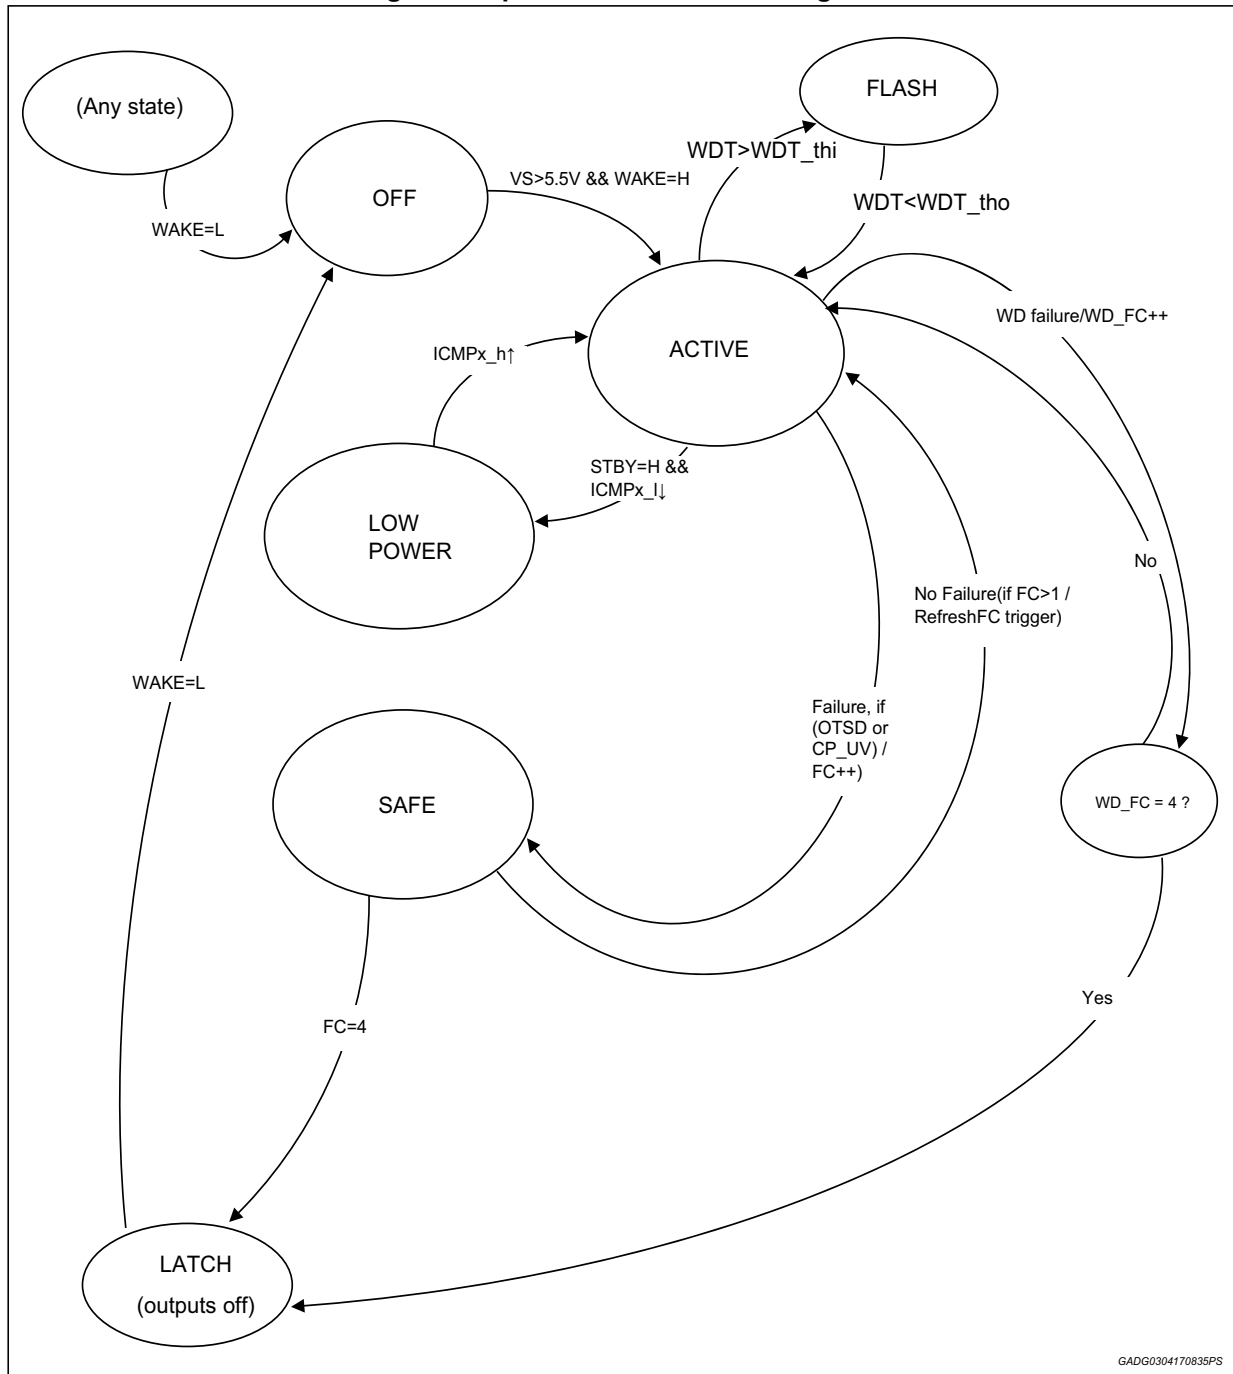 (Any state)
FLASH
WDT>WDT_thi
VS>5.5V && WAKE=H
OFF
WDT<WDT_tho
WAKE=L
WD failure/WD_FC++
ICMPx_h↑
ACTIVE
STBY=H &&
ICMPx_l↓
LOW
POWER
No
No Failure(if FC>1 /
RefreshFC trigger)
WAKE=L
Failure, if
(OTSD or
CP_UV) /
FC++)
SAFE
WD_FC = 4 ?
Yes
FC=4
LATCH
(outputs off)
GADG0304170835PS